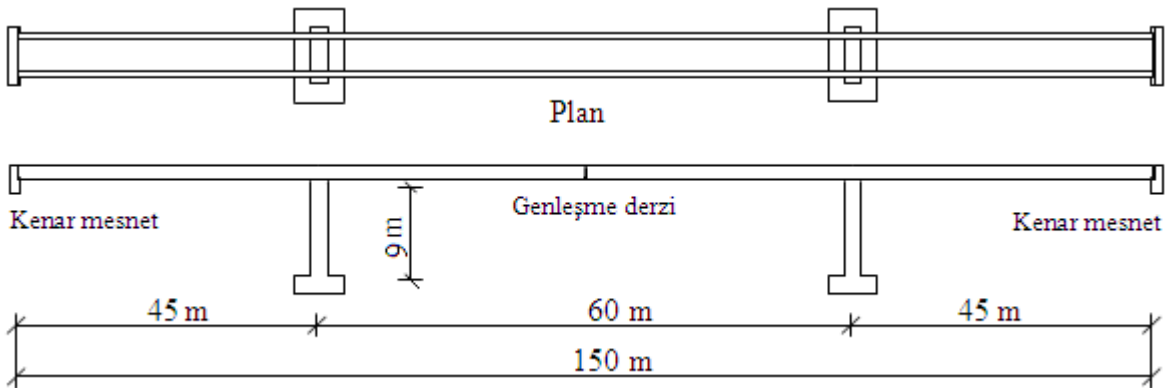 Plan
Kenar mesnet
Genleşme derzi
Kenar mesnet
9 m
45 m
60 m
45 m
150 m